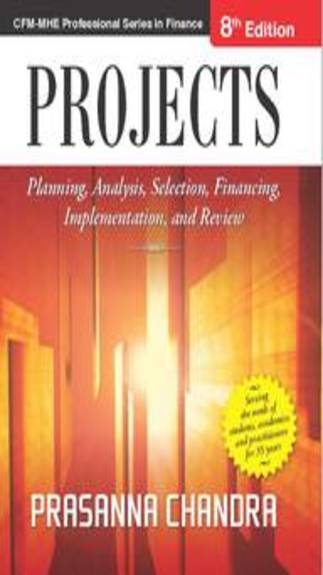 CFM-MHE Professional Series in Finance
8th Edition
PROJECTS
Planning, Analysis, Selection, Financing,
Implementation, and Review
Serving
the needs of
students, academics
and practitioners
for 35 years
PRASANNA CHANDRA